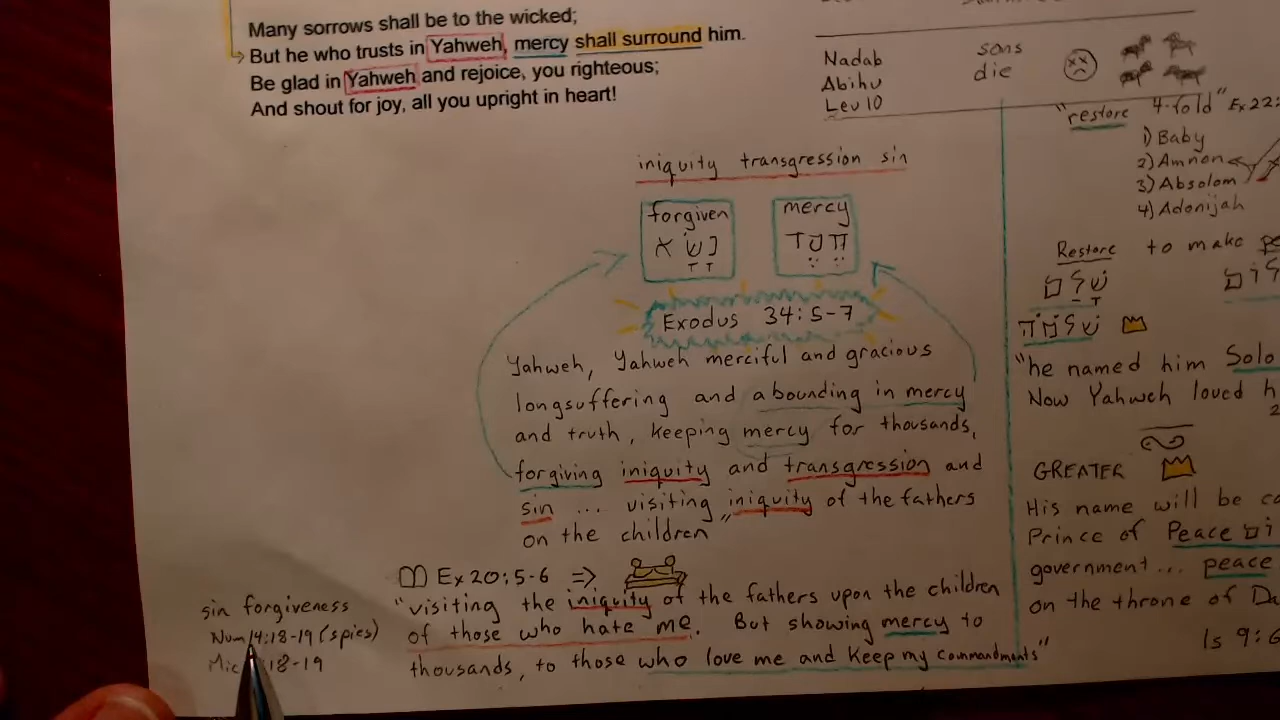 Many sorrows shall be to the wicked;
But he who trusts in Yahweh, mercy shall surround him.
Be glad in Yahweh and rejoice, you righteous;
And shout for joy, all you upright in heart!
Nadab
Abihu
Lev 10
sons
die
iniquity transgression sin
forgiven
נָשָׂא
mercy
חֶסֶד
Exodus 34:5-7
Yahweh, Yahweh merciful and gracious
longsuffering and abounding in mercy
and truth, keeping mercy for thousands,
forgiving iniquity and transgression and
sin ... visiting iniquity of the fathers
on the children"
Ex 20:5-6 =>
"visiting the iniquity of the fathers upon the children
of those who hate me. But showing mercy to
thousands, to those who love me and keep my commandments"
sin forgiveness
Num 14:18-19 (spies)
18-19
"restore 4-fold" Ex 22:
1) Baby
2) Amnon
3) Absolom
4) Adonijah
Restore to make
שָׁלַם
שלמה
"he named him
Now Yahweh loved
GREATER
His name will be
Prince of Peace
government... peace
on the throne of
Is 9:6